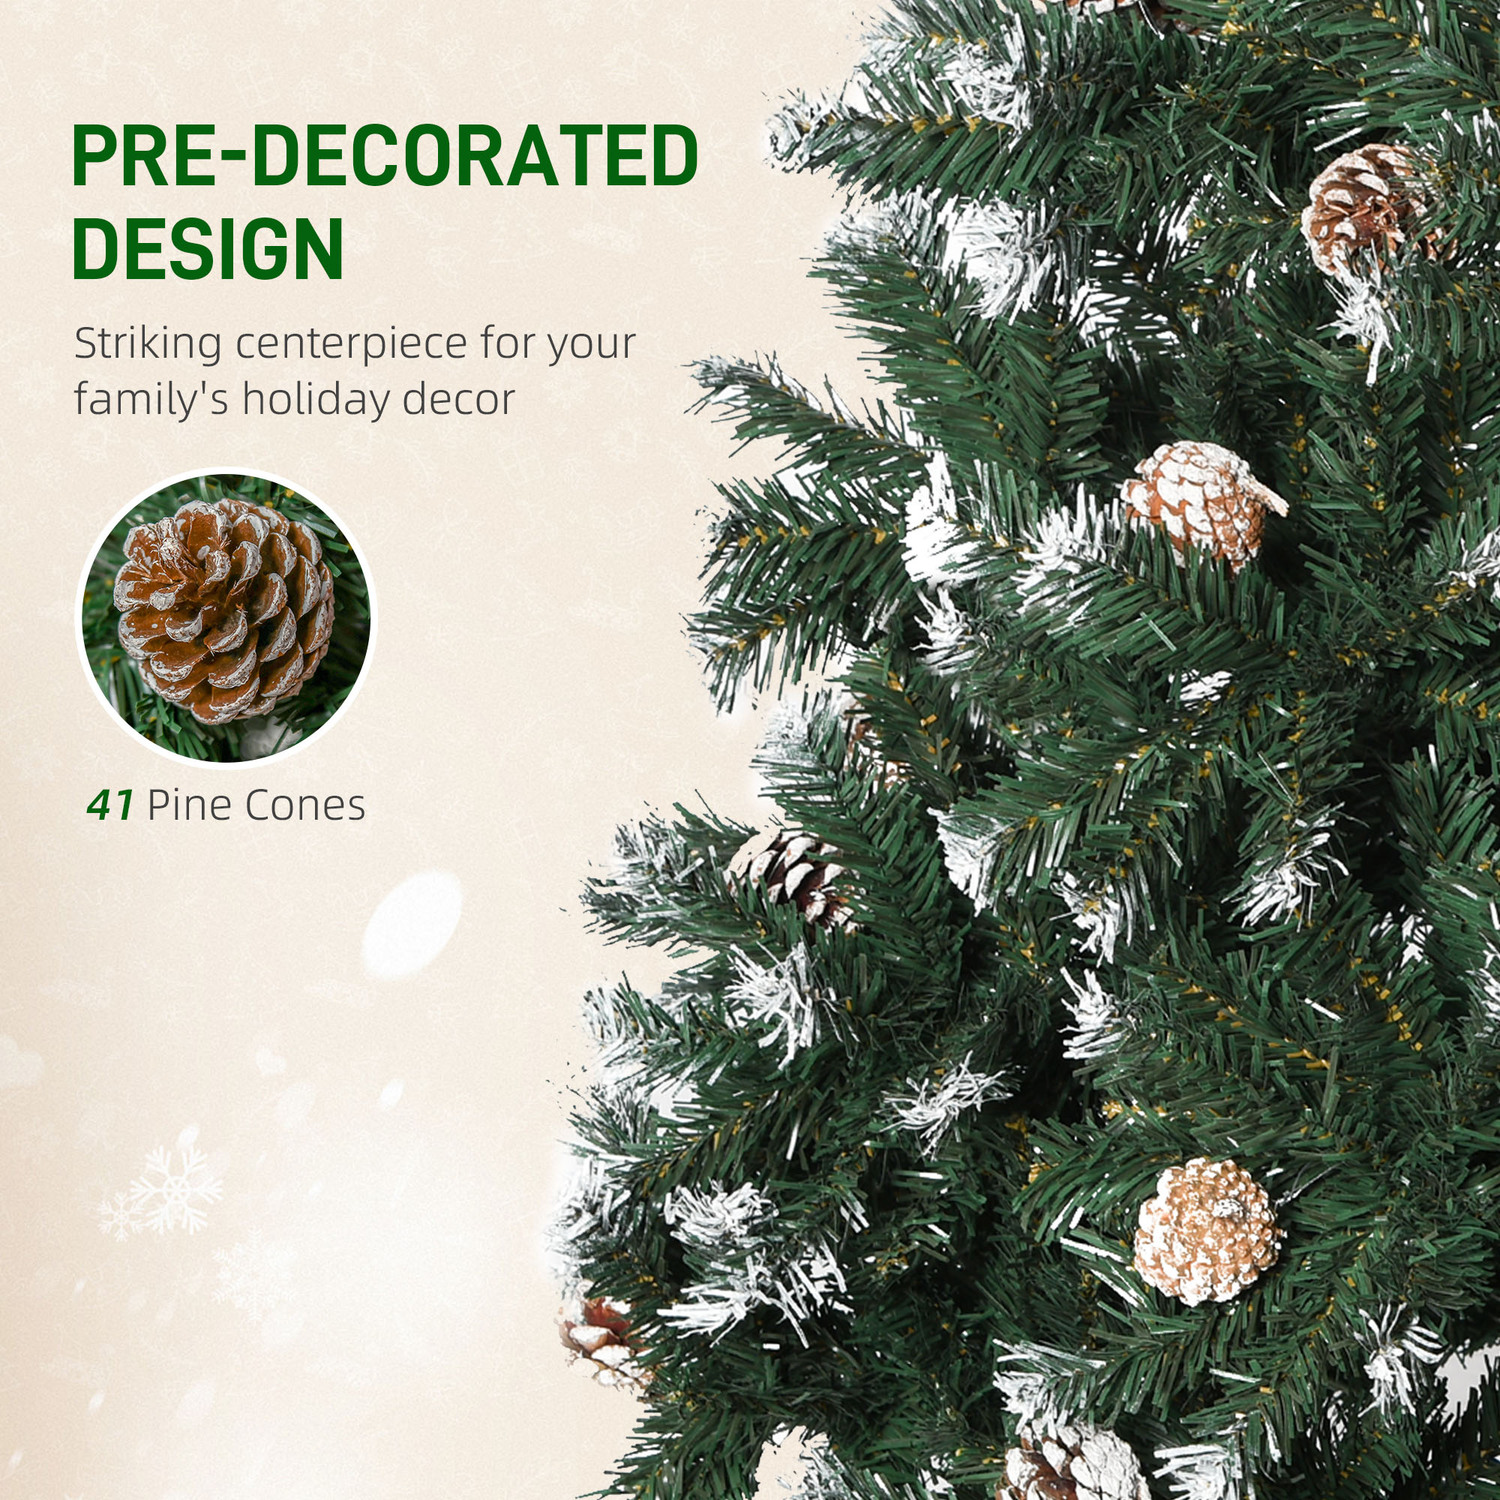 PRE-DECORATED
DESIGN
Striking centerpiece for your
family's holiday decor
41 Pine Cones